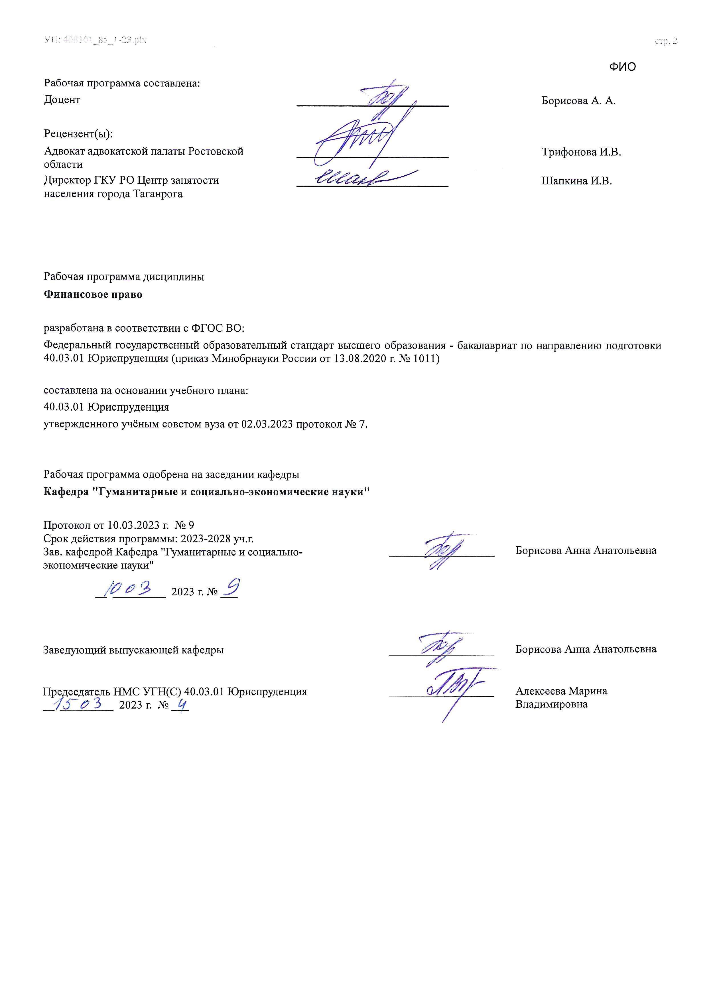 УП: 400301_85_1-23.plx стр. 2
ФИО
Рабочая программа составлена:
Доцент Борисова А. А.
Рецензент(ы):
Адвокат адвокатской палаты Ростовской области Трифонова И.В.
Директор ГКУ РО Центр занятости населения города Таганрога Шапкина И.В.
Рабочая программа дисциплины
Финансовое право
разработана в соответствии с ФГОС ВО:
Федеральный государственный образовательный стандарт высшего образования - бакалавриат по направлению подготовки
40.03.01 Юриспруденция (приказ Минобрнауки России от 13.08.2020 г. № 1011)
составлена на основании учебного плана:
40.03.01 Юриспруденция
утвержденного учёным советом вуза от 02.03.2023 протокол № 7.
Рабочая программа одобрена на заседании кафедры
Кафедра "Гуманитарные и социально-экономические науки"
Протокол от 10.03.2023 г. № 9
Срок действия программы: 2023-2028 уч.г.
Зав. кафедрой Кафедра "Гуманитарные и социально- Борисова Анна Анатольевна
экономические науки"
10 03 2023 г. № 9
Заведующий выпускающей кафедры Борисова Анна Анатольевна
Председатель НМС УГН(С) 40.03.01 Юриспруденция Алексеева Марина
15 03 2023 г. № 4 Владимировна